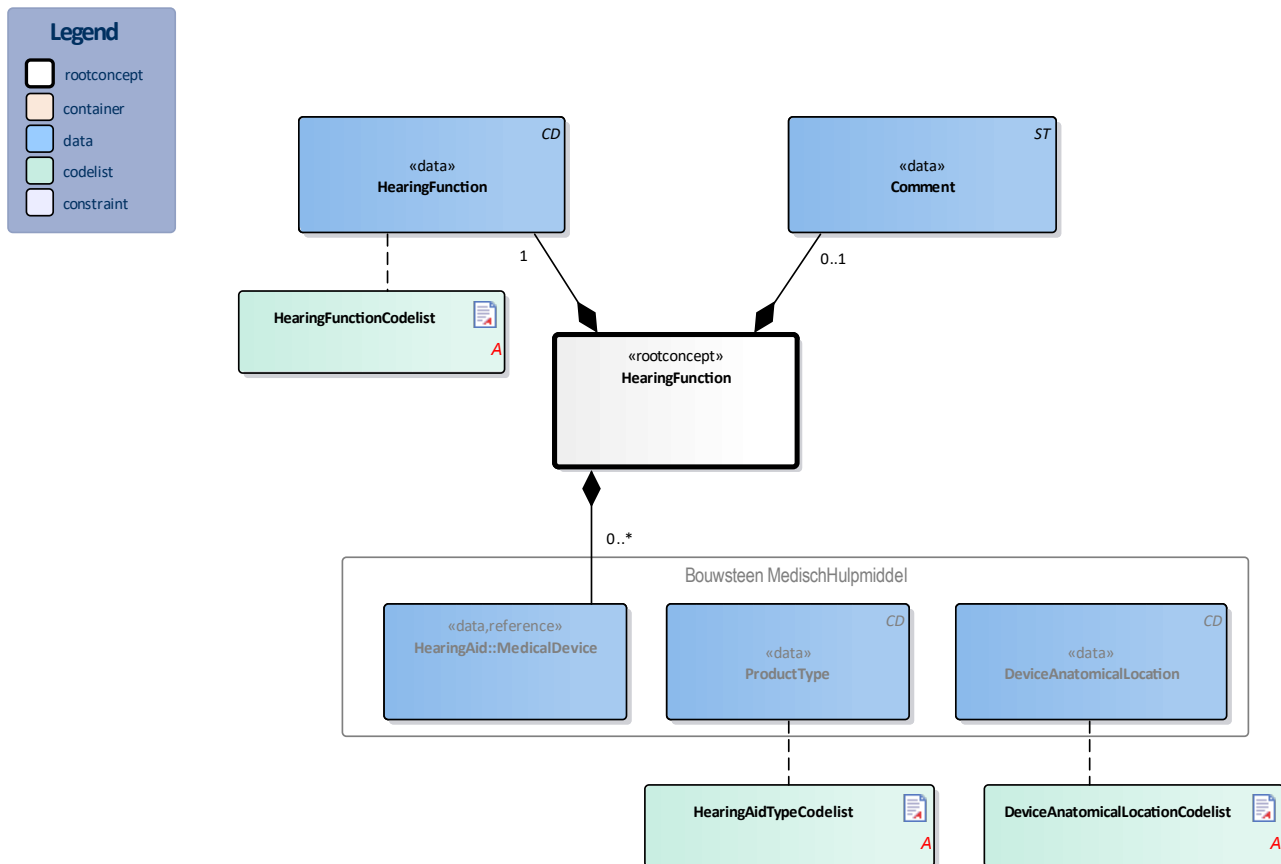 Legend
rootconcept
container
data
codelist
constraint
CD
«data»
HearingFunction
ST
«data»
Comment
1
0..1
HearingFunctionCodelist
A
«rootconcept»
HearingFunction
0..*
Bouwsteen MedischHulpmiddel
«data,reference»
HearingAid::MedicalDevice
CD
«data»
ProductType
CD
«data»
DeviceAnatomicalLocation
HearingAidTypeCodelist
A
DeviceAnatomicalLocationCodelist
A